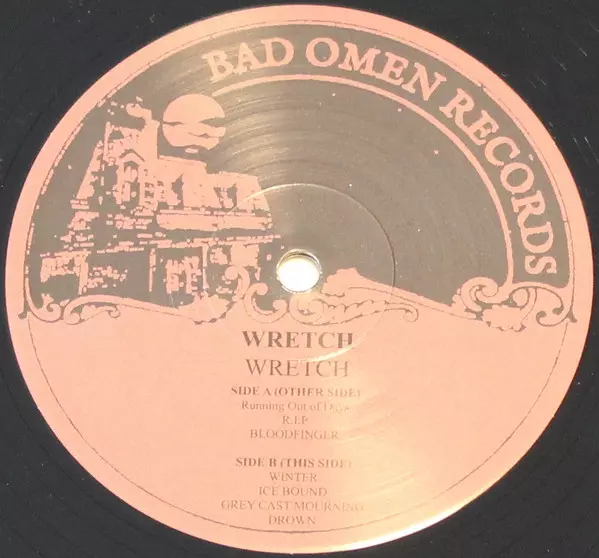 BAD OMEN RECORDS
WRETCH
WRETCH
SIDE A (OTHER SIDE)
Running Out of Days
R.I.P.
BLOODFINGER
SIDE B (THIS SIDE)
WINTER
ICE BOUND
GREY CAST MOURNING
DROWN